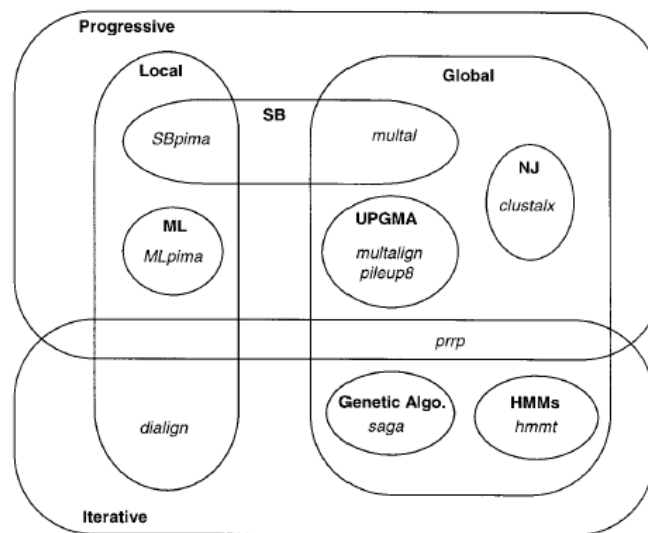 Progressive
Local
Global
SB
SBpima
multal
NJ
clustalx
ML
MLpima
UPGMA
multalign
pileup8
prrp
Genetic Algo.
saga
HMMs
hmmt
dialign
Iterative